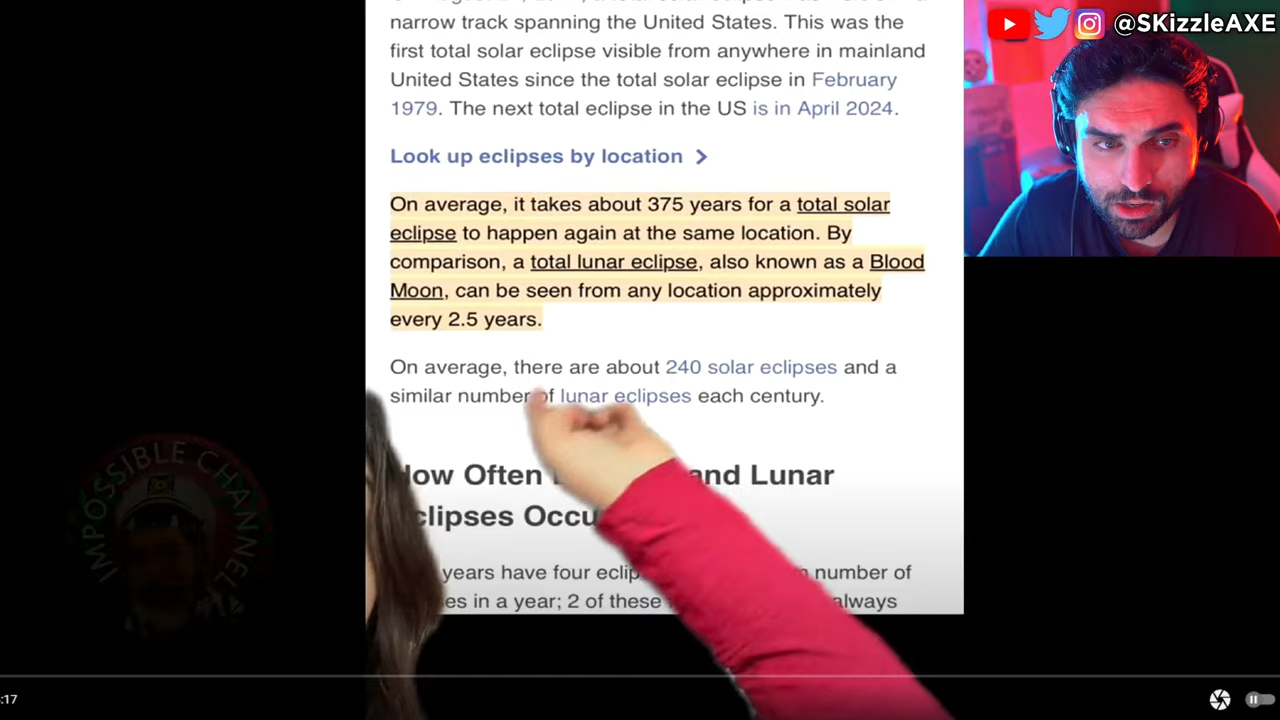 @SKizzleAXE
narrow track spanning the United States. This was the
first total solar eclipse visible from anywhere in mainland
United States since the total solar eclipse in February
1979. The next total eclipse in the US is in April 2024.
Look up eclipses by location
On average, it takes about 375 years for a total solar
eclipse to happen again at the same location. By
comparison, a total lunar eclipse, also known as a Blood
Moon, can be seen from any location approximately
every 2.5 years.
On average, there are about 240 solar eclipses and a
similar number of lunar eclipses each century.
How Often and Lunar
Eclipses
years have four number of
in a year; 2 of these always
IMPOSSIBLE CHANNEL
:17